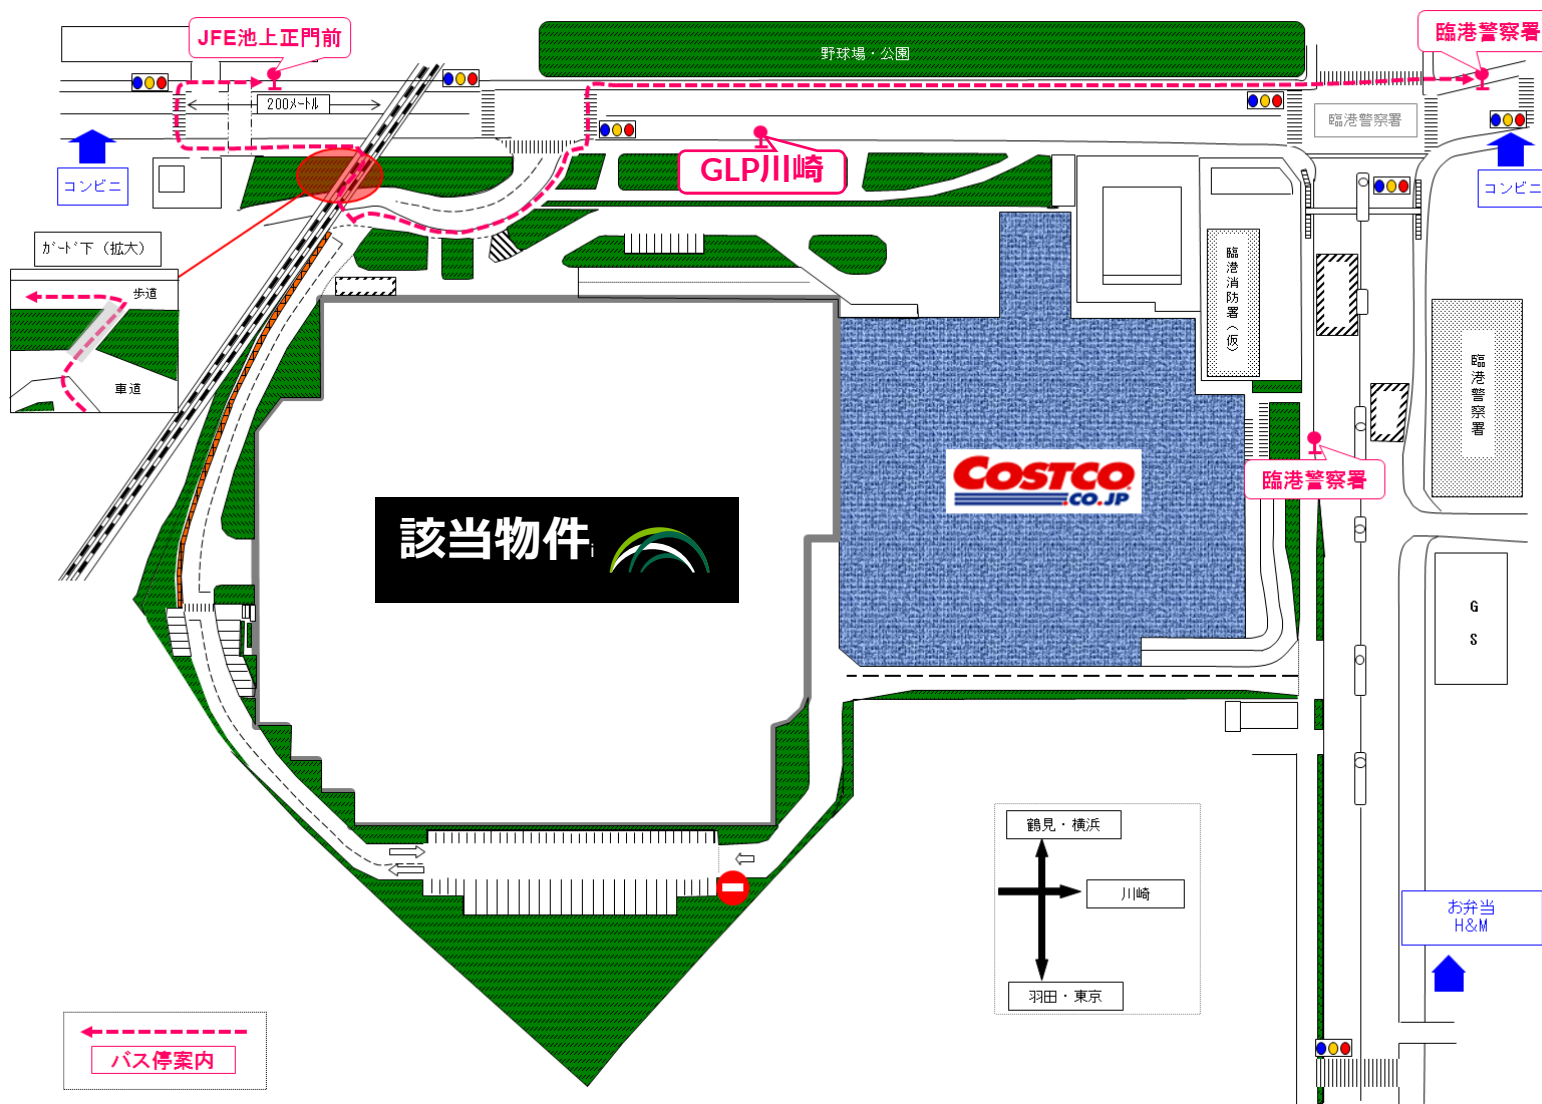 JFE池上正門前
臨港警察署
野球場・公園
200メートル
臨港警察署
GLP川崎
コンビニ
コンビニ
ガード下（拡大）
歩道
車道
臨港消防署（仮）
臨港警察署
臨港警察署
COSTCO
.CO.JP
該当物件i
G
S
鶴見・横浜
川崎
羽田・東京
お弁当
H&M
バス停案内